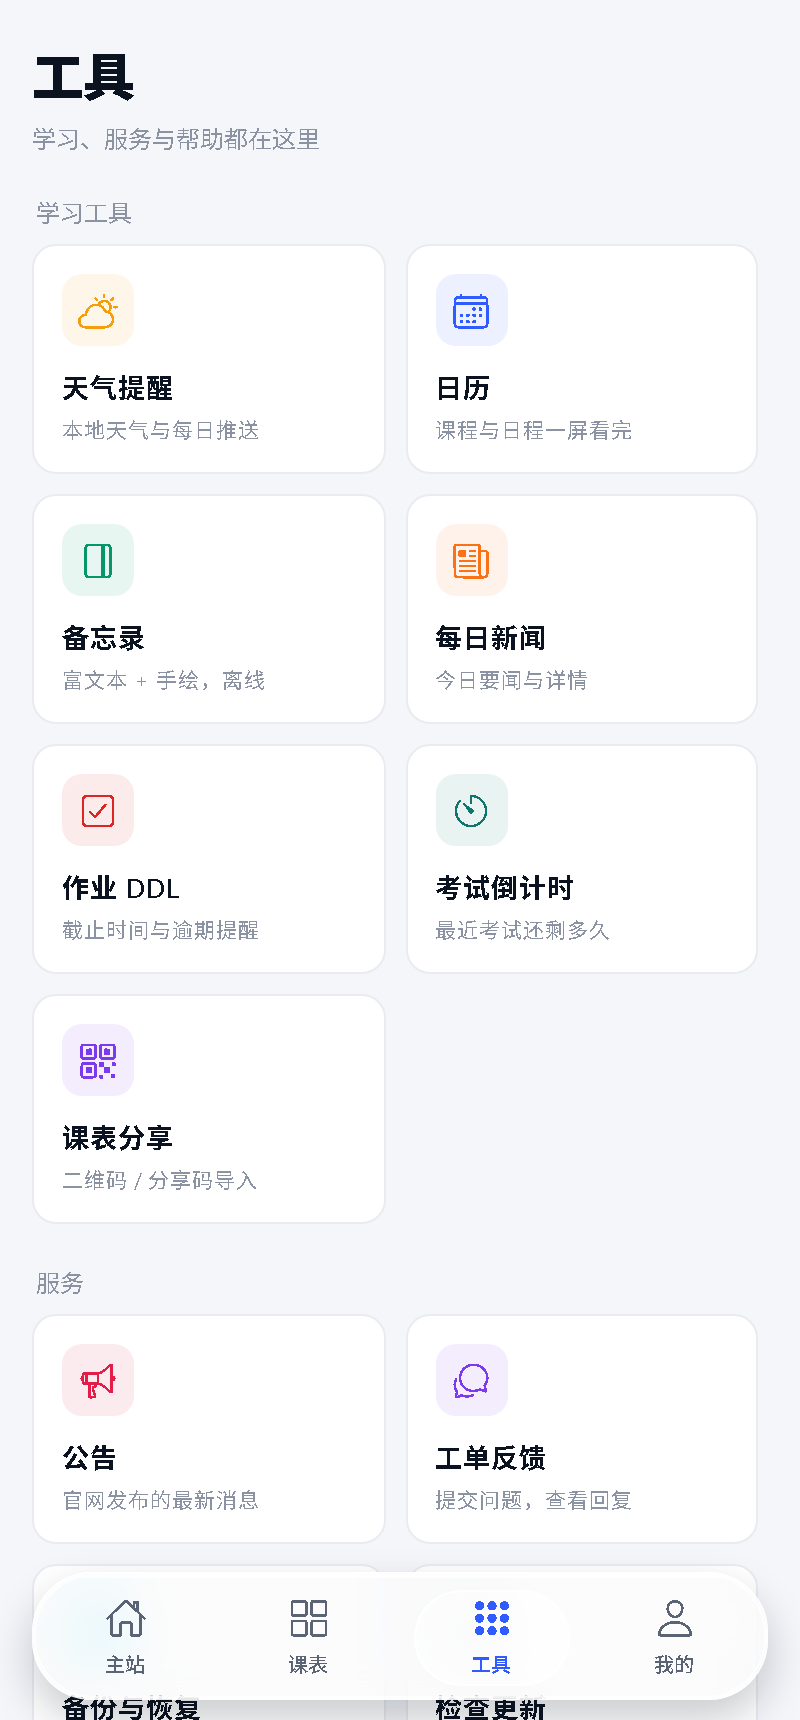 工具
学习、服务与帮助都在这里
学习工具
天气提醒
本地天气与每日推送
日历
课程与日程一屏看完
备忘录
富文本 + 手绘，离线
每日新闻
今日要闻与详情
作业 DDL
截止时间与逾期提醒
考试倒计时
最近考试还剩多久
课表分享
二维码 / 分享码导入
服务
公告
官网发布的最新消息
工单反馈
提交问题，查看回复
主站
课表
工具
我的
备份与恢复
检查更新